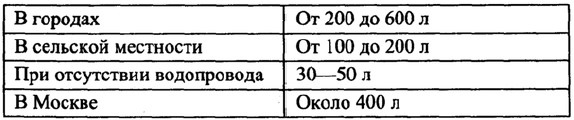 В городах От 200 до 600 л
В сельской местности От 100 до 200 л
При отсутствии водопровода 30—50 л
В Москве Около 400 л